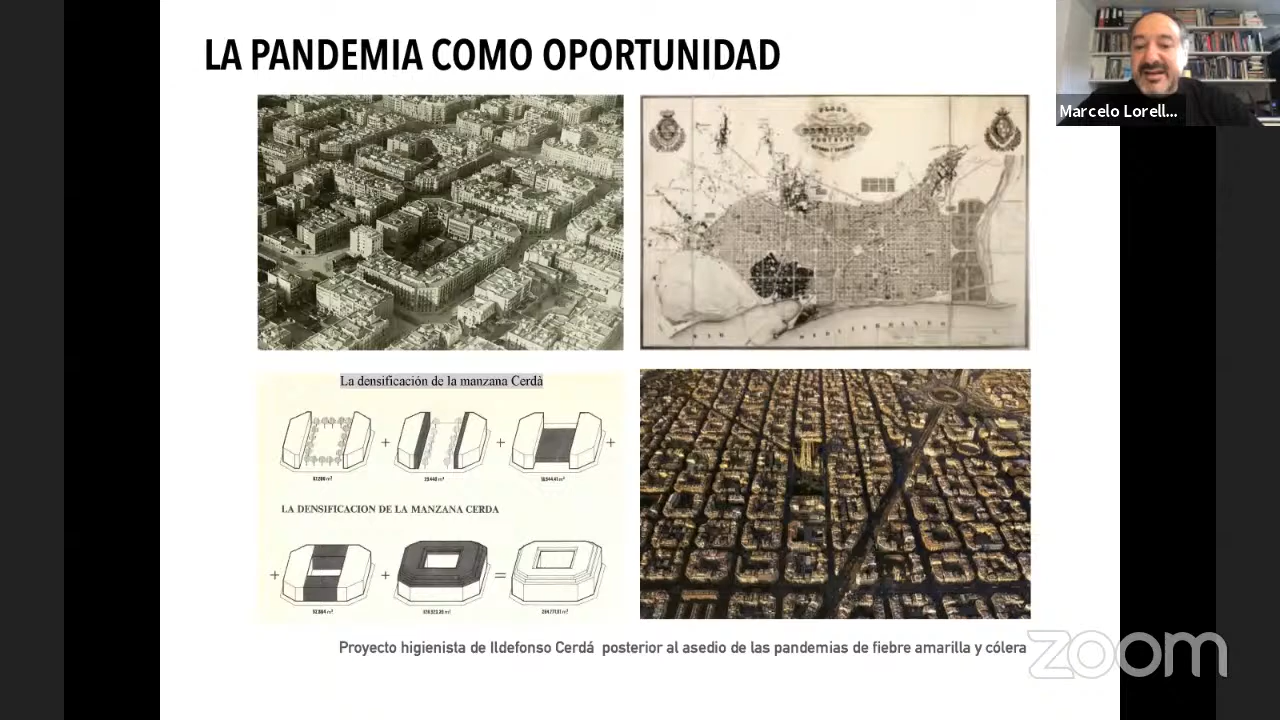 LA PANDEMIA COMO OPORTUNIDAD
Marcelo Lorell...
La densificación de la manzana Cerdà
+ + +
LA DENSIFICACION DE LA MANZANA CERDA
+ + =
Proyecto higienista de Ildefonso Cerdá posterior al asedio de las pandemias de fiebre amarilla y cólera
zoom